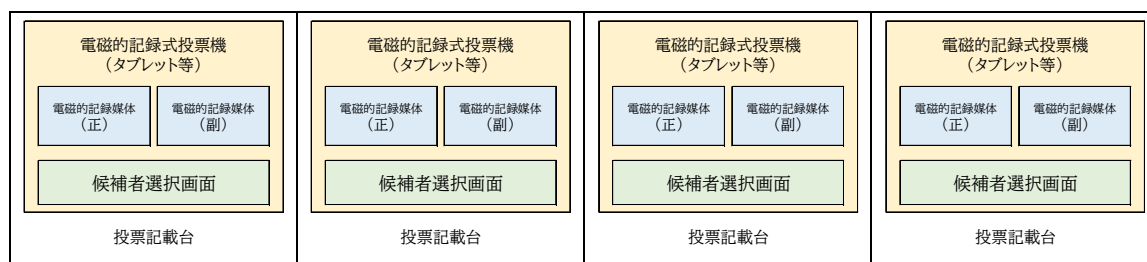 電磁的記録式投票機
（タブレット等）
電磁的記録媒体
（正）
電磁的記録媒体
（副）
候補者選択画面
投票記載台
電磁的記録式投票機
（タブレット等）
電磁的記録媒体
（正）
電磁的記録媒体
（副）
候補者選択画面
投票記載台
電磁的記録式投票機
（タブレット等）
電磁的記録媒体
（正）
電磁的記録媒体
（副）
候補者選択画面
投票記載台
電磁的記録式投票機
（タブレット等）
電磁的記録媒体
（正）
電磁的記録媒体
（副）
候補者選択画面
投票記載台